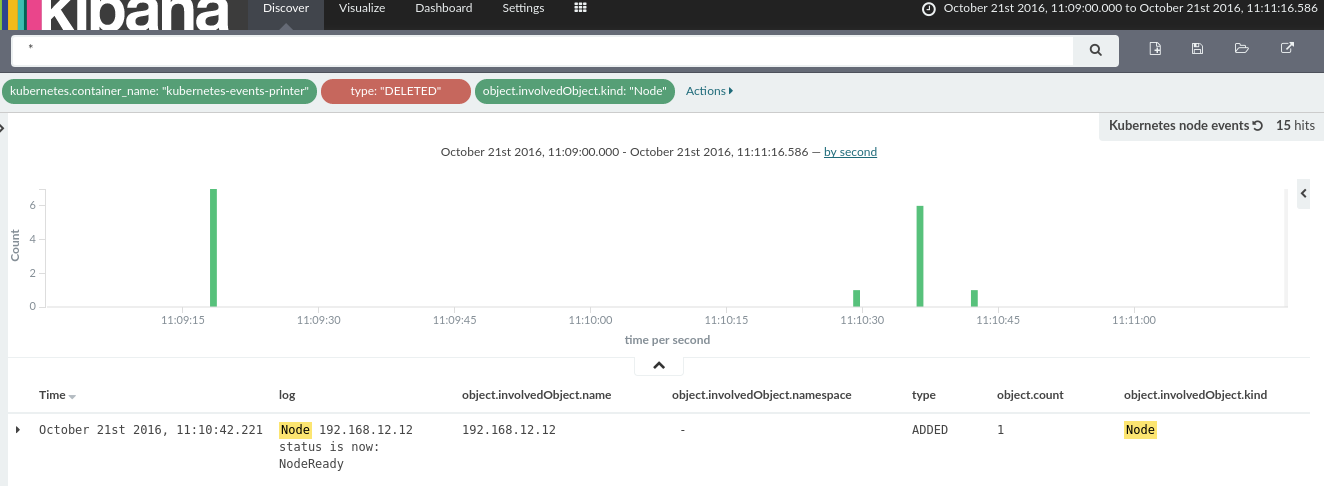 kibana Discover Visualize Dashboard Settings October 21st 2016, 11:09:00.000 to October 21st 2016, 11:11:16.586
*
kubernetes.container_name: "kubernetes-events-printer" type: "DELETED" object.involvedObject.kind: "Node" Actions
Kubernetes node events 15 hits
October 21st 2016, 11:09:00.000 - October 21st 2016, 11:11:16.586 — by second
Count
6
4
2
0
11:09:15 11:09:30 11:09:45 11:10:00 11:10:15 11:10:30 11:10:45 11:11:00
time per second
Time log object.involvedObject.name object.involvedObject.namespace type object.count object.involvedObject.kind
October 21st 2016, 11:10:42.221 Node 192.168.12.12 192.168.12.12 - ADDED 1 Node
status is now:
NodeReady